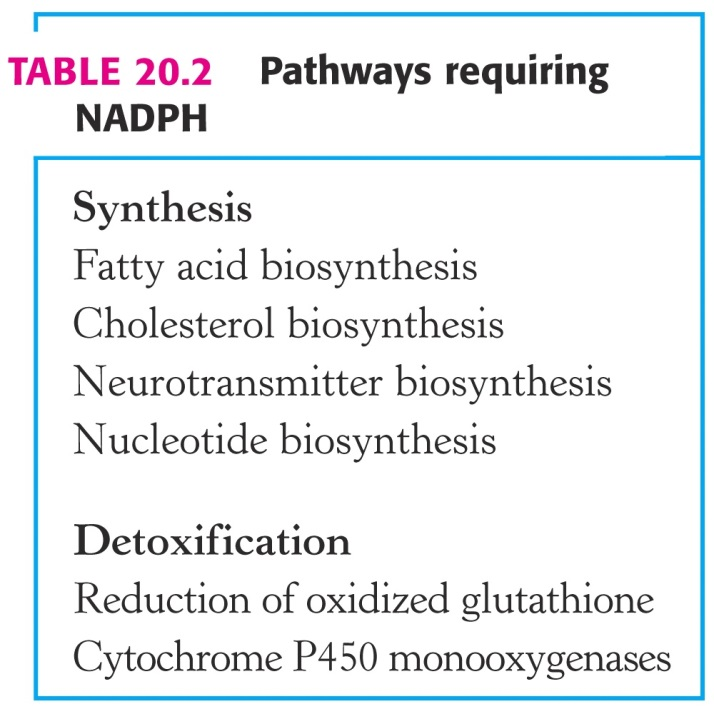 TABLE 20.2 Pathways requiring
NADPH
Synthesis
Fatty acid biosynthesis
Cholesterol biosynthesis
Neurotransmitter biosynthesis
Nucleotide biosynthesis
Detoxification
Reduction of oxidized glutathione
Cytochrome P450 monooxygenases